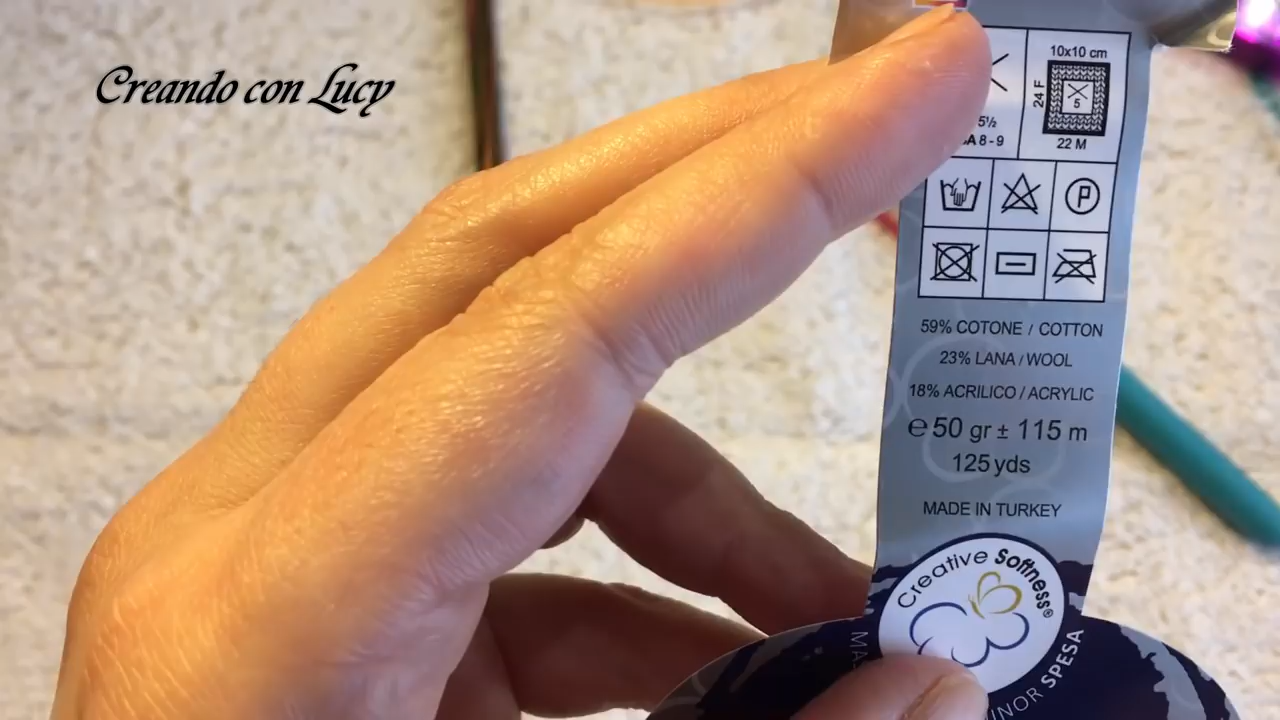 Creando con Lucy
10x10 cm
24 F
5
22 M
5½
A 8 - 9
P
59% COTONE / COTTON
23% LANA / WOOL
18% ACRILICO / ACRYLIC
e 50 gr ± 115 m
125 yds
MADE IN TURKEY
Creative Softness®
SPESA